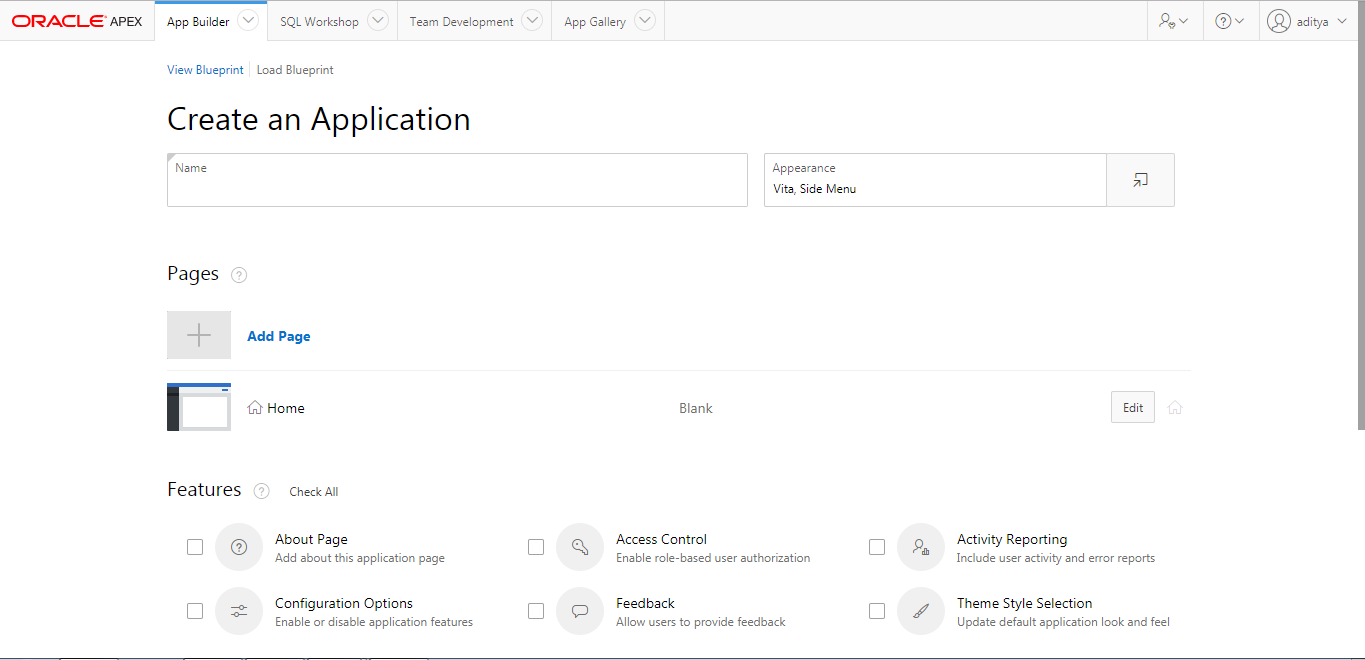 ORACLE APEX App Builder SQL Workshop Team Development App Gallery aditya
View Blueprint Load Blueprint
Create an Application
Name Appearance
Vita, Side Menu
Pages ?
Add Page
Home Blank Edit
Features ? Check All
About Page Access Control Activity Reporting
Add about this application page Enable role-based user authorization Include user activity and error reports
Configuration Options Feedback Theme Style Selection
Enable or disable application features Allow users to provide feedback Update default application look and feel